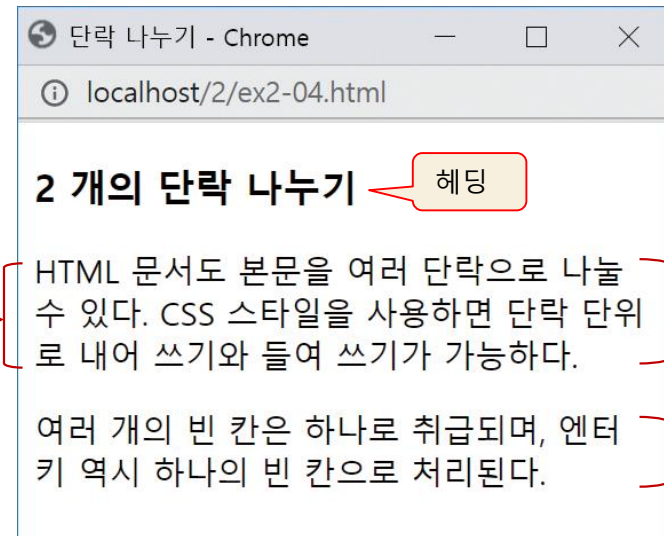 단락 나누기 - Chrome
localhost/2/ex2-04.html
2 개의 단락 나누기
헤딩
HTML 문서도 본문을 여러 단락으로 나눌
수 있다. CSS 스타일을 사용하면 단락 단위
로 내어 쓰기와 들여 쓰기가 가능하다.
여러 개의 빈 칸은 하나로 취급되며, 엔터
키 역시 하나의 빈 칸으로 처리된다.